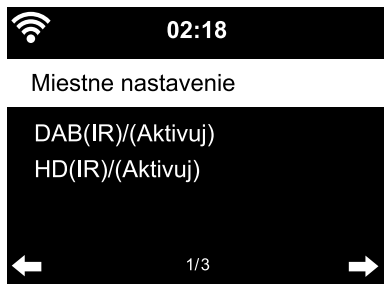 02:18
Miestne nastavenie
DAB(IR)/(Aktivuj)
HD(IR)/(Aktivuj)
1/3